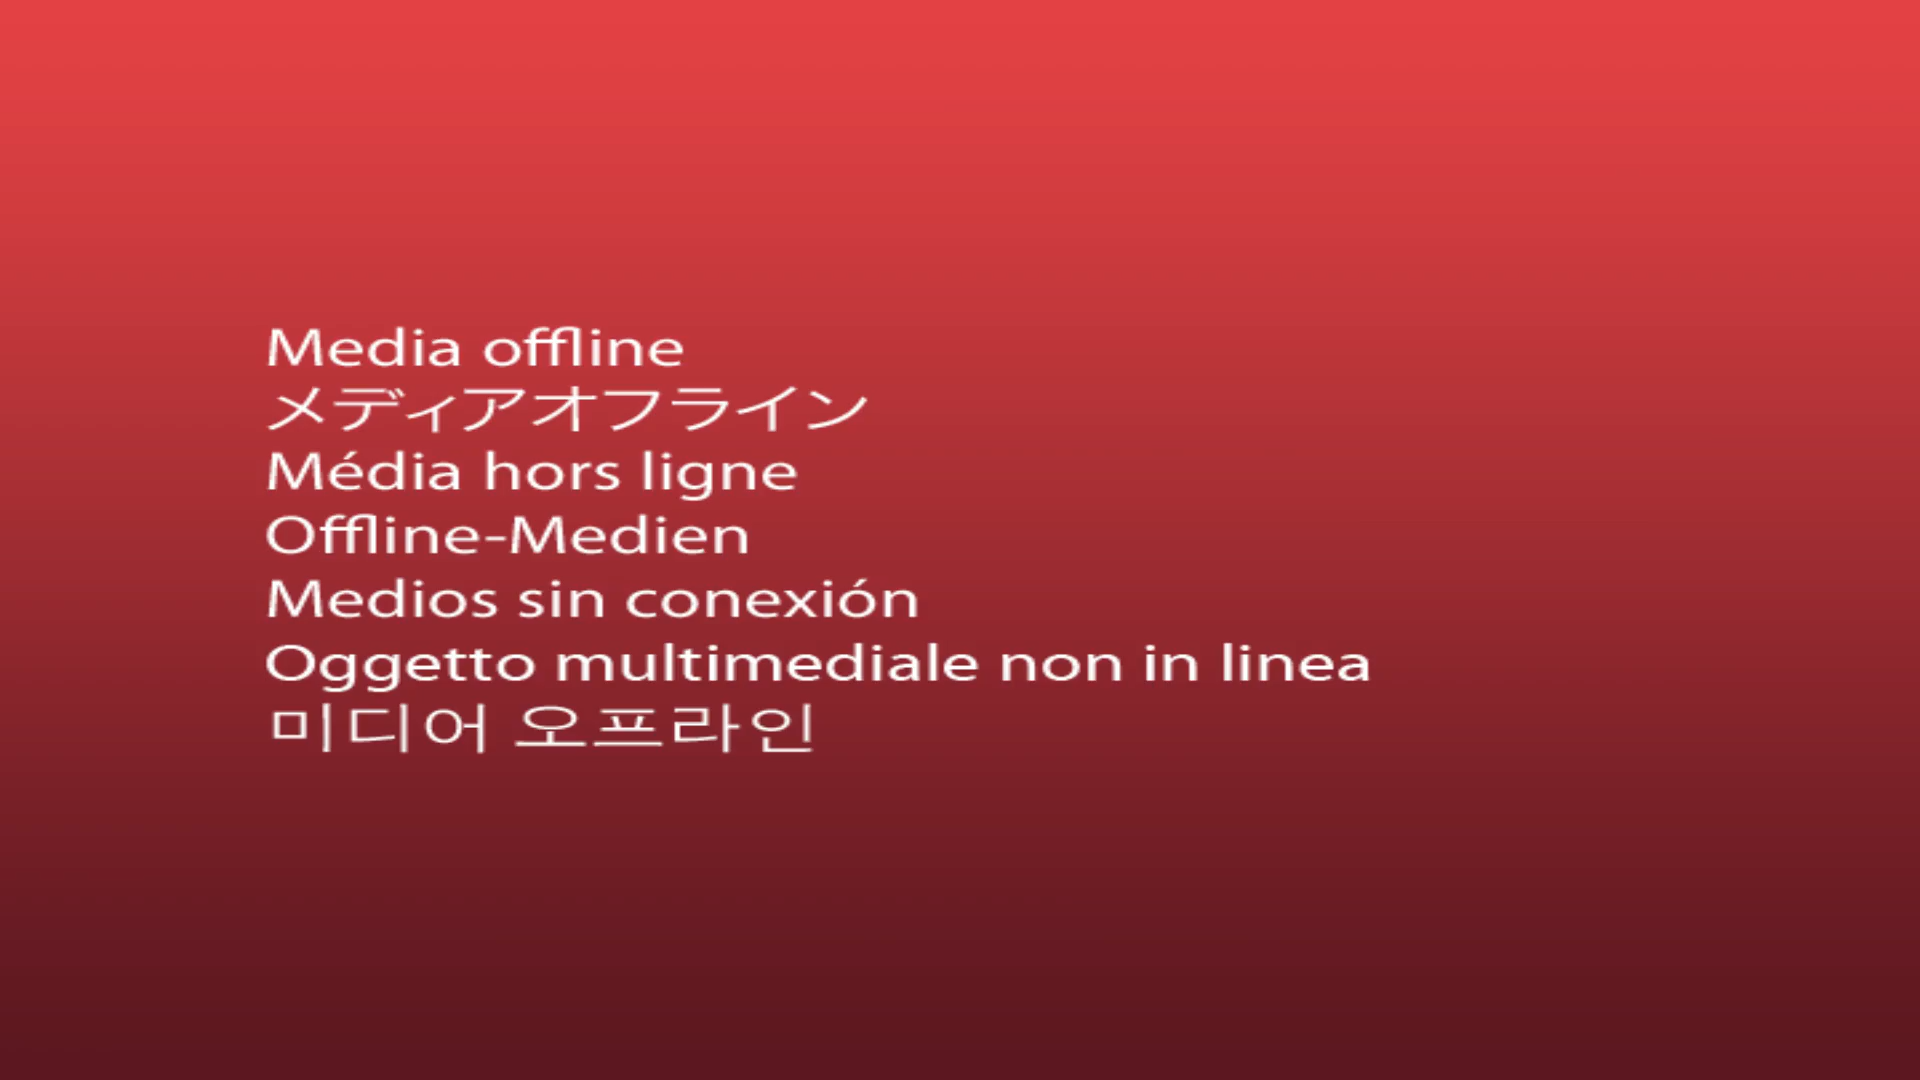 Media offline
メディアオフライン
Média hors ligne
Offline-Medien
Medios sin conexión
Oggetto multimediale non in linea
미디어 오프라인